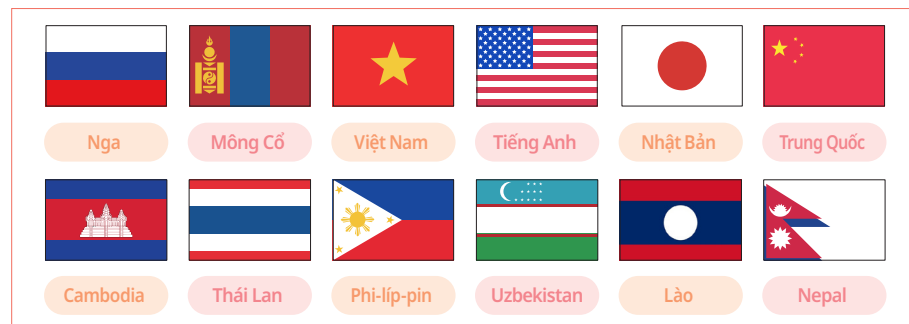 Nga
Mông Cổ
Việt Nam
Tiếng Anh
Nhật Bản
Trung Quốc
Cambodia
Thái Lan
Phi-líp-pin
Uzbekistan
Lào
Nepal